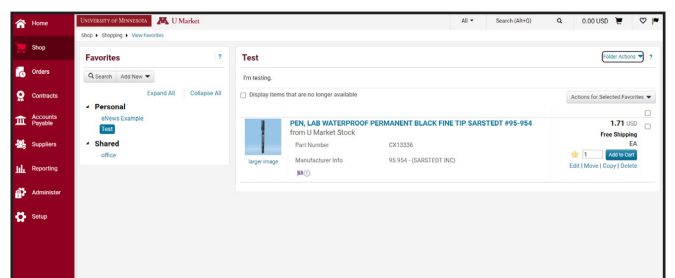 Home
Shop
Orders
Contracts
Accounts
Payable
Suppliers
Reporting
Administer
Setup
UNIVERSITY OF MINNESOTA M U Market
All Search (Alt+Q) 0.00 USD
Shop Shopping View Favorites
Favorites ?
Search Add New
Expand All Collapse All
Personal
eNews Example
Test
Shared
office
Test
Folder Actions ?
I'm testing.
Display items that are no longer available
Actions for Selected Favorites
PEN, LAB WATERPROOF PERMANENT BLACK FINE TIP SARSTEDT #95-954
from U Market Stock
Part Number CX13336
Manufacturer Info 95.954 - (SARSTEDT INC)
larger image
1.71 USD
Free Shipping
EA
1 Add to Cart
Edit | Move | Copy | Delete